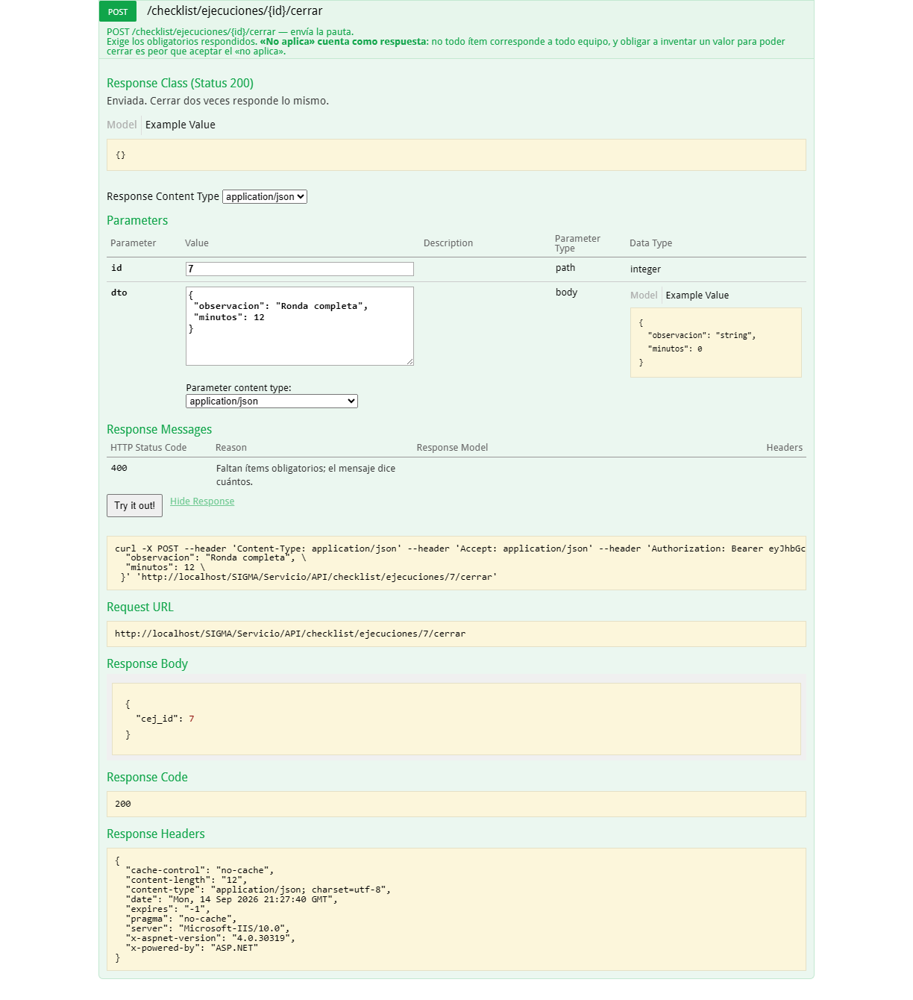 POST /checklist/ejecuciones/{id}/cerrar
POST /checklist/ejecuciones/{id}/cerrar — envía la pauta.
Exige los obligatorios respondidos. «No aplica» cuenta como respuesta: no todo ítem corresponde a todo equipo, y obligar a inventar un valor para poder
cerrar es peor que aceptar el «no aplica».
Response Class (Status 200)
Enviada. Cerrar dos veces responde lo mismo.
Model Example Value
{}
Response Content Type application/json
Parameters
Parameter Value Description Parameter Type Data Type
id 7 path integer
dto
{
"observacion": "Ronda completa",
"minutos": 12
}
body
Model Example Value
{
"observacion": "string",
"minutos": 0
}
Parameter content type:
application/json
Response Messages
HTTP Status Code Reason Response Model Headers
400 Faltan ítems obligatorios; el mensaje dice
cuántos.
Try it out! Hide Response
curl -X POST --header 'Content-Type: application/json' --header 'Accept: application/json' --header 'Authorization: Bearer eyJhbGc
"observacion": "Ronda completa", \
"minutos": 12 \
}' 'http://localhost/SIGMA/Servicio/API/checklist/ejecuciones/7/cerrar'
Request URL
http://localhost/SIGMA/Servicio/API/checklist/ejecuciones/7/cerrar
Response Body
{
"cej_id": 7
}
Response Code
200
Response Headers
{
"cache-control": "no-cache",
"content-length": "12",
"content-type": "application/json; charset=utf-8",
"date": "Mon, 14 Sep 2026 21:27:40 GMT",
"expires": "-1",
"pragma": "no-cache",
"server": "Microsoft-IIS/10.0",
"x-aspnet-version": "4.0.30319",
"x-powered-by": "ASP.NET"
}